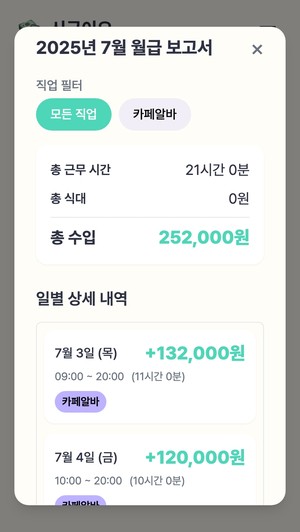 2025년 7월 월급 보고서 ×
직업 필터
모든 직업 카페알바
총 근무 시간 21시간 0분
총 식대 0원
총 수입 252,000원
일별 상세 내역
7월 3일 (목) +132,000원
09:00 ~ 20:00 (11시간 0분)
카페알바
7월 4일 (금) +120,000원
10:00 ~ 20:00 (10시간 0분)
카페알바